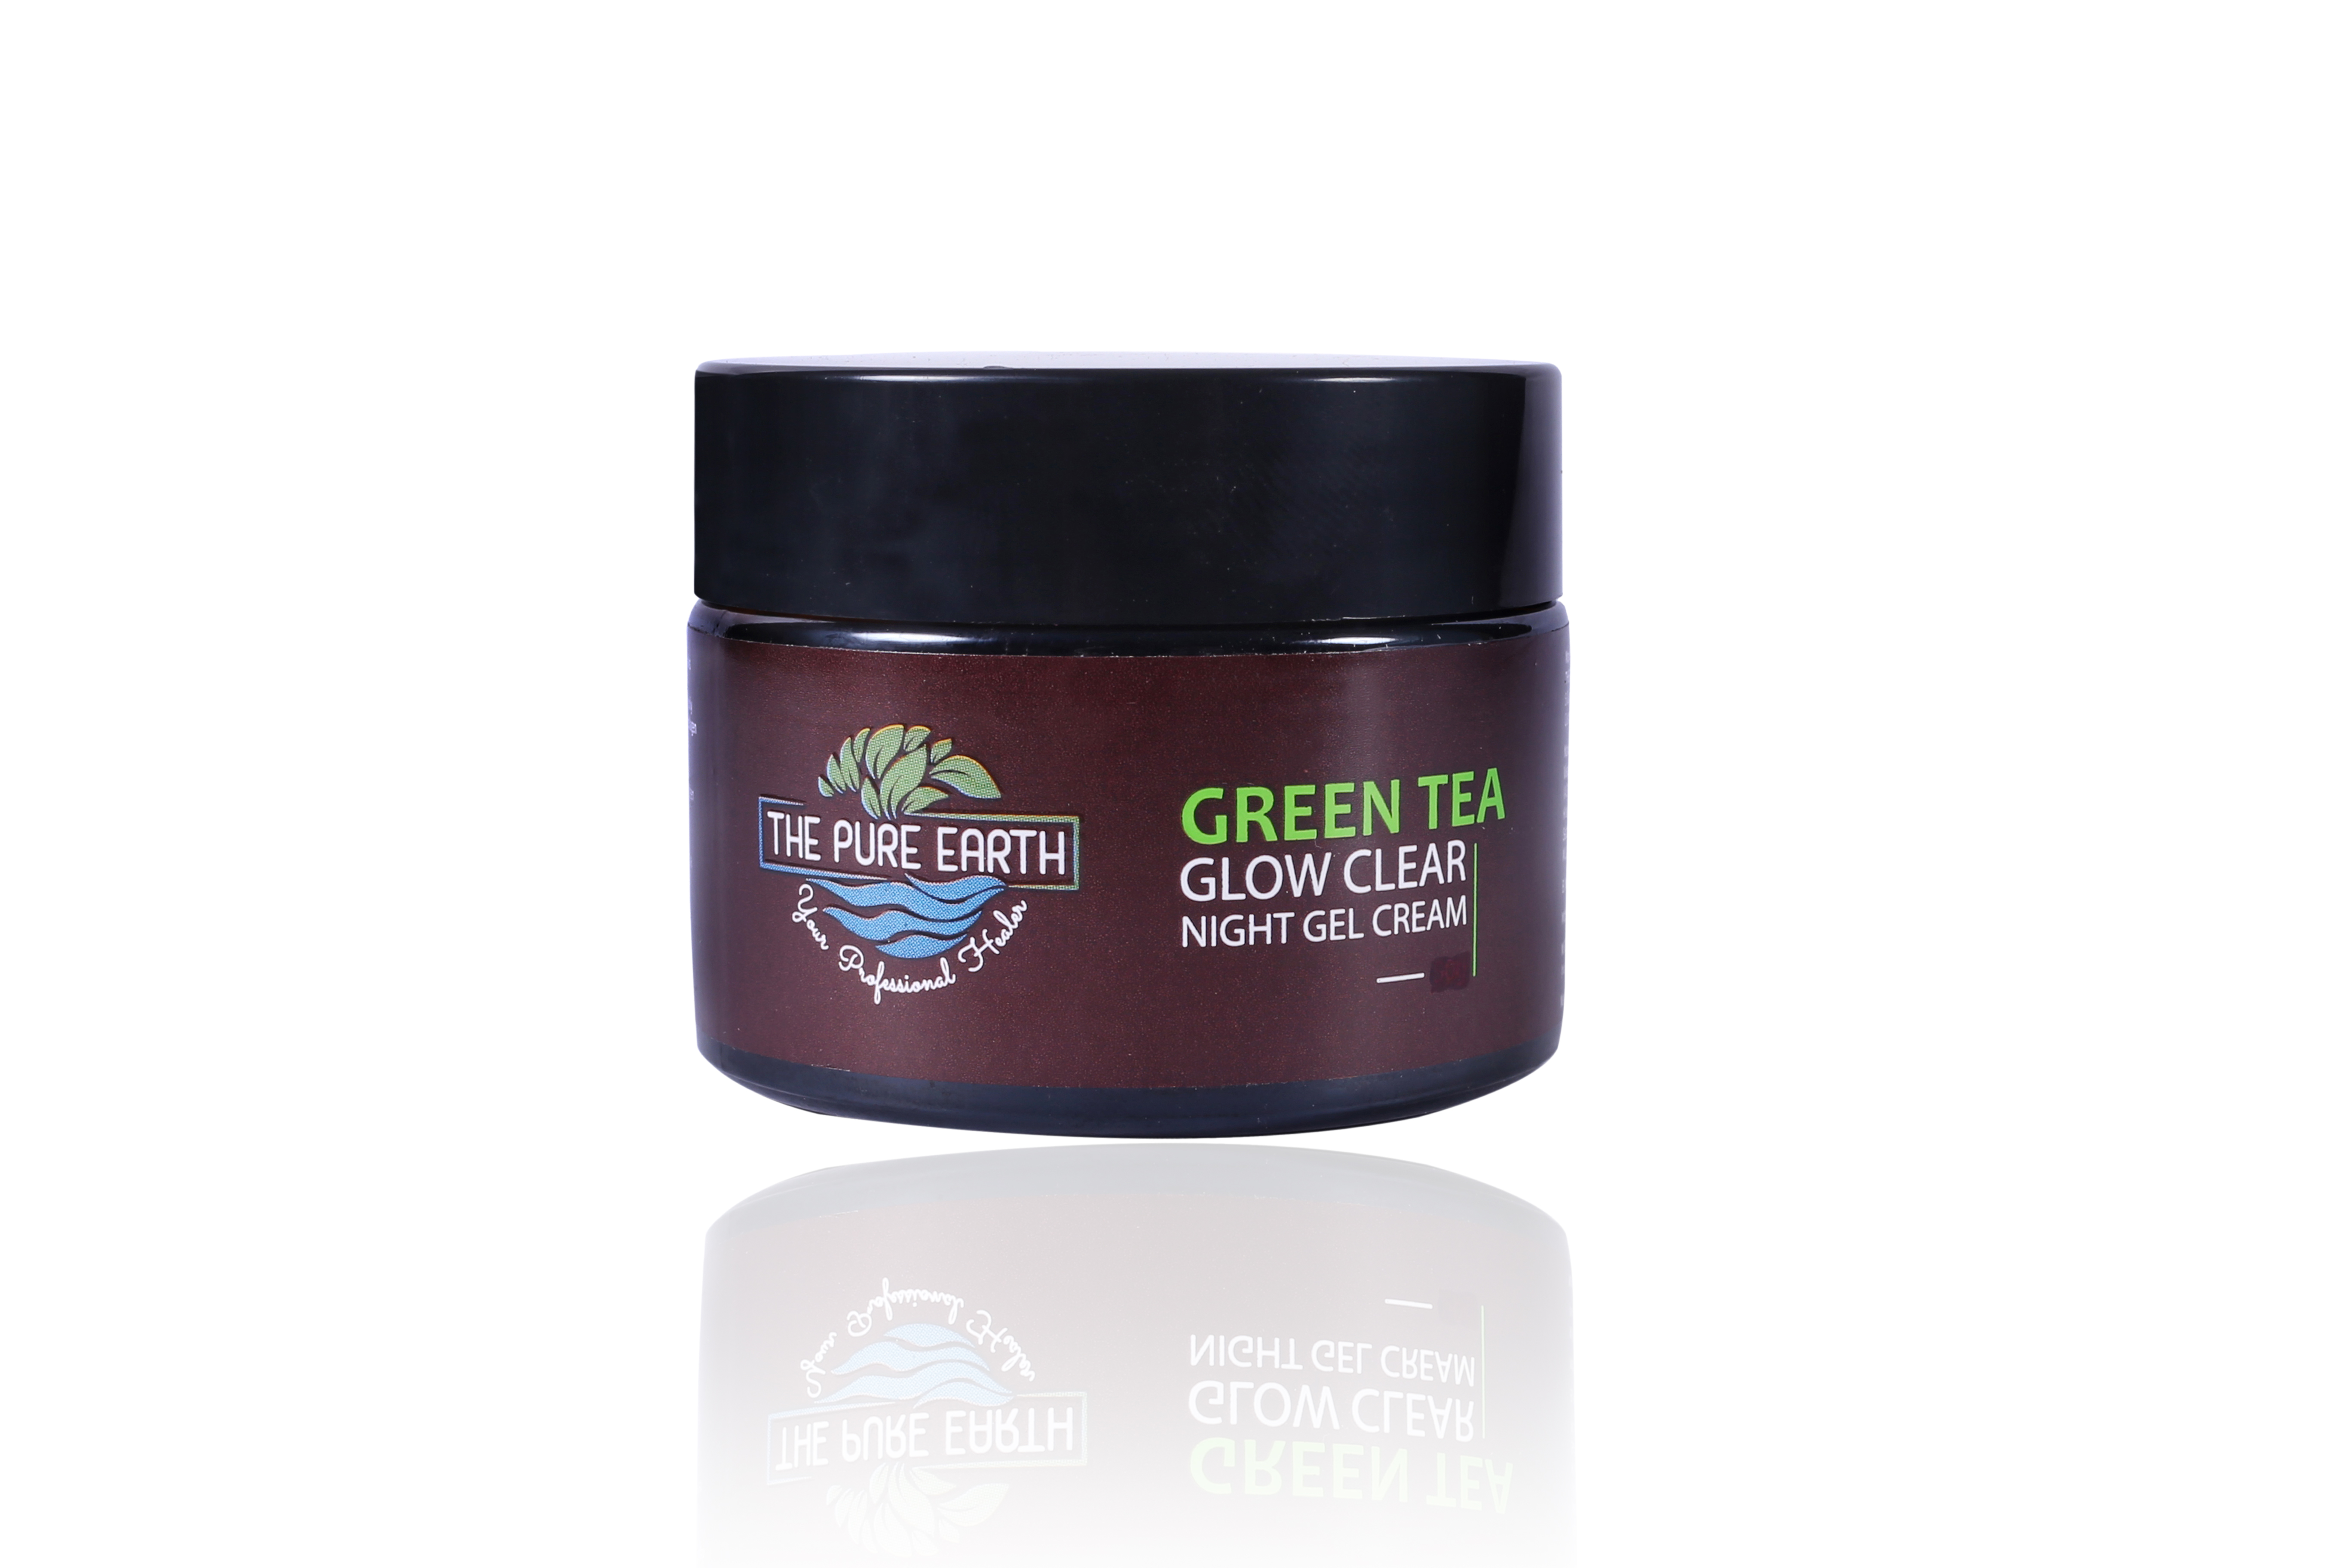 THE PURE EARTH
Your Professional Healer
GREEN TEA
GLOW CLEAR
NIGHT GEL CREAM